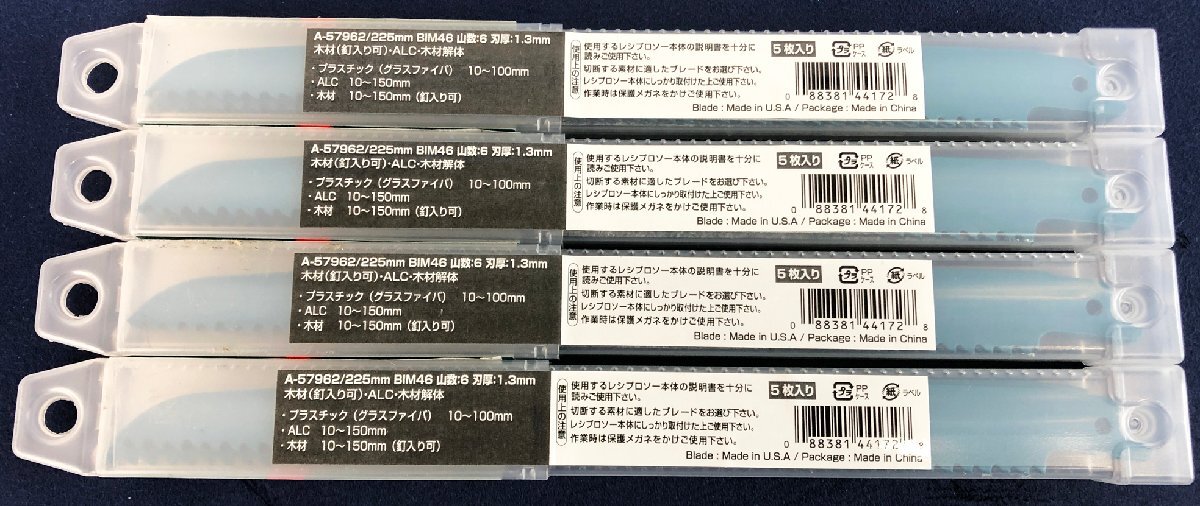 A-57962/225mm BIM46 山数:6 刃厚:1.3mm
木材(釘入り可)・ALC・木材解体
・プラスチック(グラスファイバ) 10～100mm
・ALC 10～150mm
・木材 10～150mm(釘入り可)
使用上の注意
使用するレシプロソー本体の説明書を十分に
読みご使用下さい。
切断する素材に適したブレードをお選び下さい。
レシプロソー本体にしっかり取付けた上ご使用下さい。
作業時は保護メガネをかけご使用下さい。
5枚入り
プラ PP
ケース
紙 ラベル
0 88381 44172 8
Blade : Made in U.S.A / Package : Made in China
A-57962/225mm BIM46 山数:6 刃厚:1.3mm
木材(釘入り可)・ALC・木材解体
・プラスチック(グラスファイバ) 10～100mm
・ALC 10～150mm
・木材 10～150mm(釘入り可)
使用上の注意
使用するレシプロソー本体の説明書を十分に
読みご使用下さい。
切断する素材に適したブレードをお選び下さい。
レシプロソー本体にしっかり取付けた上ご使用下さい。
作業時は保護メガネをかけご使用下さい。
5枚入り
プラ PP
ケース
紙 ラベル
0 88381 44172 8
Blade : Made in U.S.A / Package : Made in China
A-57962/225mm BIM46 山数:6 刃厚:1.3mm
木材(釘入り可)・ALC・木材解体
・プラスチック(グラスファイバ) 10～100mm
・ALC 10～150mm
・木材 10～150mm(釘入り可)
使用上の注意
使用するレシプロソー本体の説明書を十分に
読みご使用下さい。
切断する素材に適したブレードをお選び下さい。
レシプロソー本体にしっかり取付けた上ご使用下さい。
作業時は保護メガネをかけご使用下さい。
5枚入り
プラ PP
ケース
紙 ラベル
0 88381 44172 8
Blade : Made in U.S.A / Package : Made in China
A-57962/225mm BIM46 山数:6 刃厚:1.3mm
木材(釘入り可)・ALC・木材解体
・プラスチック(グラスファイバ) 10～100mm
・ALC 10～150mm
・木材 10～150mm(釘入り可)
使用上の注意
使用するレシプロソー本体の説明書を十分に
読みご使用下さい。
切断する素材に適したブレードをお選び下さい。
レシプロソー本体にしっかり取付けた上ご使用下さい。
作業時は保護メガネをかけご使用下さい。
5枚入り
プラ PP
ケース
紙 ラベル
0 88381 44172 8
Blade : Made in U.S.A / Package : Made in China